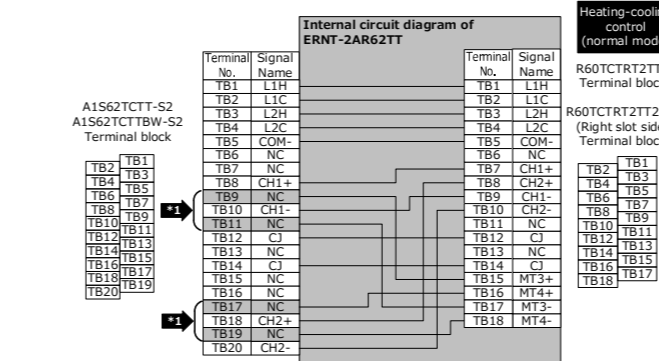 Internal circuit diagram of
ERNT-2AR62TT
Heating-cooling
control
(normal mode)
Terminal Signal
No. Name
TB1 L1H
TB2 L1C
TB3 L2H
TB4 L2C
TB5 COM-
TB6 NC
TB7 NC
TB8 CH1+
TB9 NC
TB10 CH1-
TB11 NC
TB12 CJ
TB13 NC
TB14 CJ
TB15 NC
TB16 NC
TB17 NC
TB18 CH2+
TB19 NC
TB20 CH2-
Terminal Signal
No. Name
TB1 L1H
TB2 L1C
TB3 L2H
TB4 L2C
TB5 COM-
TB6 NC
TB7 CH1+
TB8 CH2+
TB9 CH1-
TB10 CH2-
TB11 NC
TB12 CJ
TB13 NC
TB14 CJ
TB15 MT3+
TB16 MT4+
TB17 MT3-
TB18 MT4-
A1S62TCTT-S2
A1S62TCTTBW-S2
Terminal block
TB1
TB2
TB3
TB4
TB5
TB6
TB7
TB8
TB9
TB10
TB11
TB12
TB13
TB14
TB15
TB16
TB17
TB18
TB19
TB20
*1
*1
R60TCTRT2TT
Terminal bloc
R60TCTRT2TT2
(Right slot side
Terminal bloc
TB1
TB2
TB3
TB4
TB5
TB6
TB7
TB8
TB9
TB10
TB11
TB12
TB13
TB14
TB15
TB16
TB17
TB18